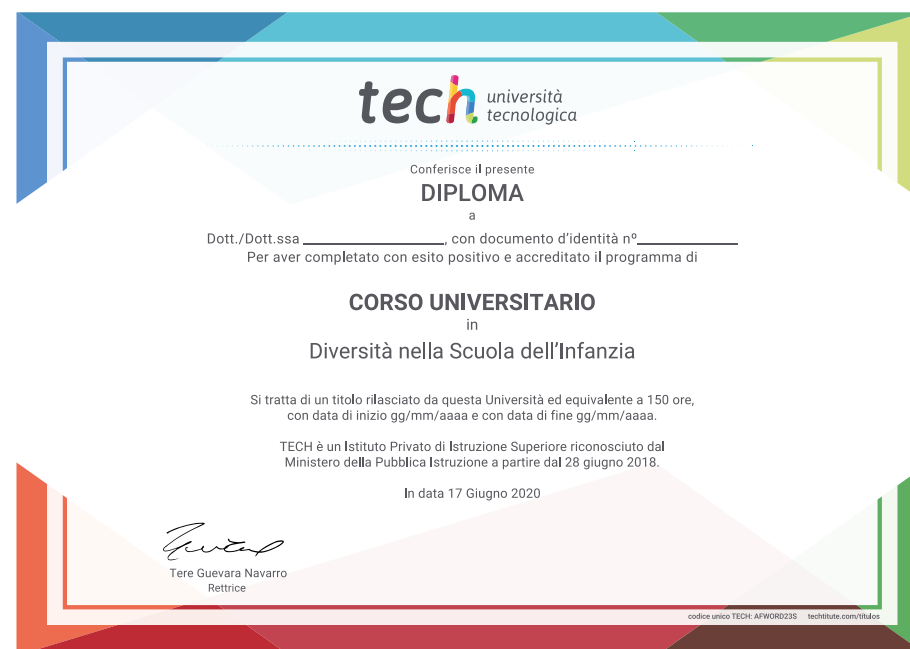 tech università
tecnologica
Conferisce il presente
DIPLOMA
a
Dott./Dott.ssa _______________, con documento d'identità nº___________
Per aver completato con esito positivo e accreditato il programma di
CORSO UNIVERSITARIO
in
Diversità nella Scuola dell'Infanzia
Si tratta di un titolo rilasciato da questa Università ed equivalente a 150 ore,
con data di inizio gg/mm/aaaa e con data di fine gg/mm/aaaa.
TECH è un Istituto Privato di Istruzione Superiore riconosciuto dal
Ministero della Pubblica Istruzione a partire dal 28 giugno 2018.
In data 17 Giugno 2020
Tere Guevara Navarro
Rettrice
codice unico TECH: AFWORD23S techtitute.com/titulos